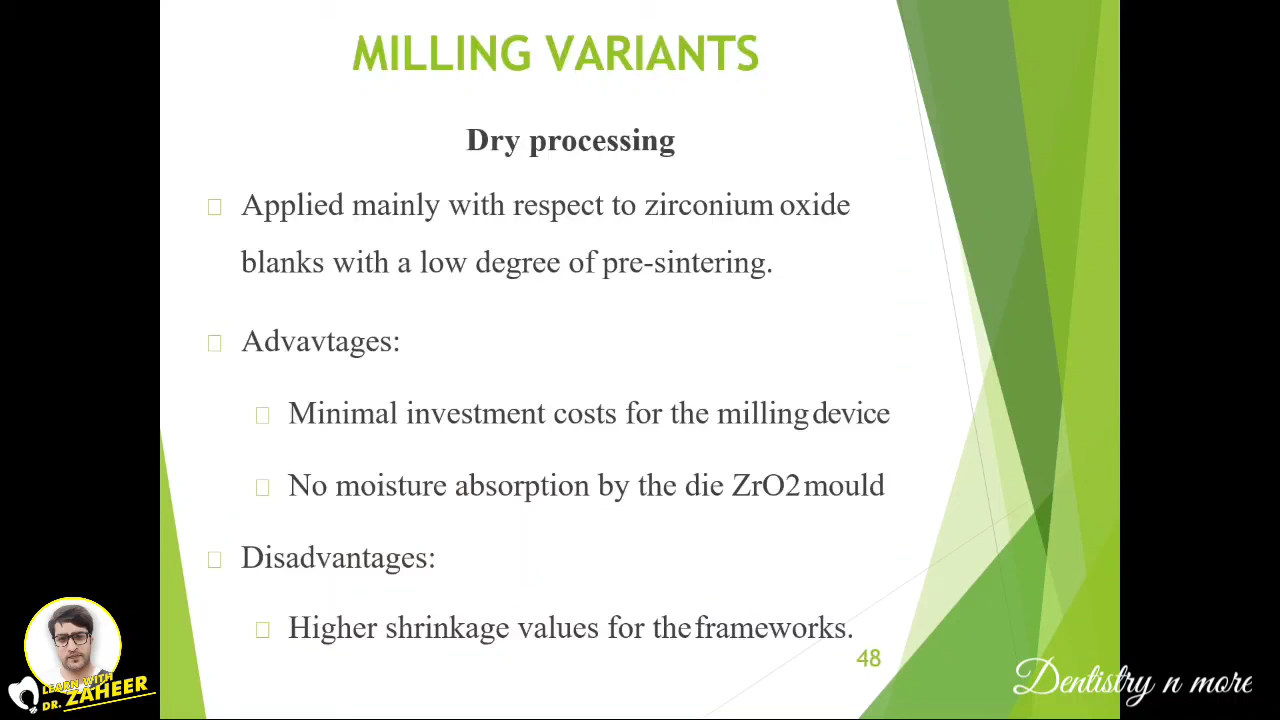 MILLING VARIANTS
Dry processing
Applied mainly with respect to zirconium oxide
blanks with a low degree of pre-sintering.
Advavtages:
Minimal investment costs for the milling device
No moisture absorption by the die ZrO2 mould
Disadvantages:
Higher shrinkage values for the frameworks.
48
LEARN WITH
DR. ZAHEER
Dentistry n more